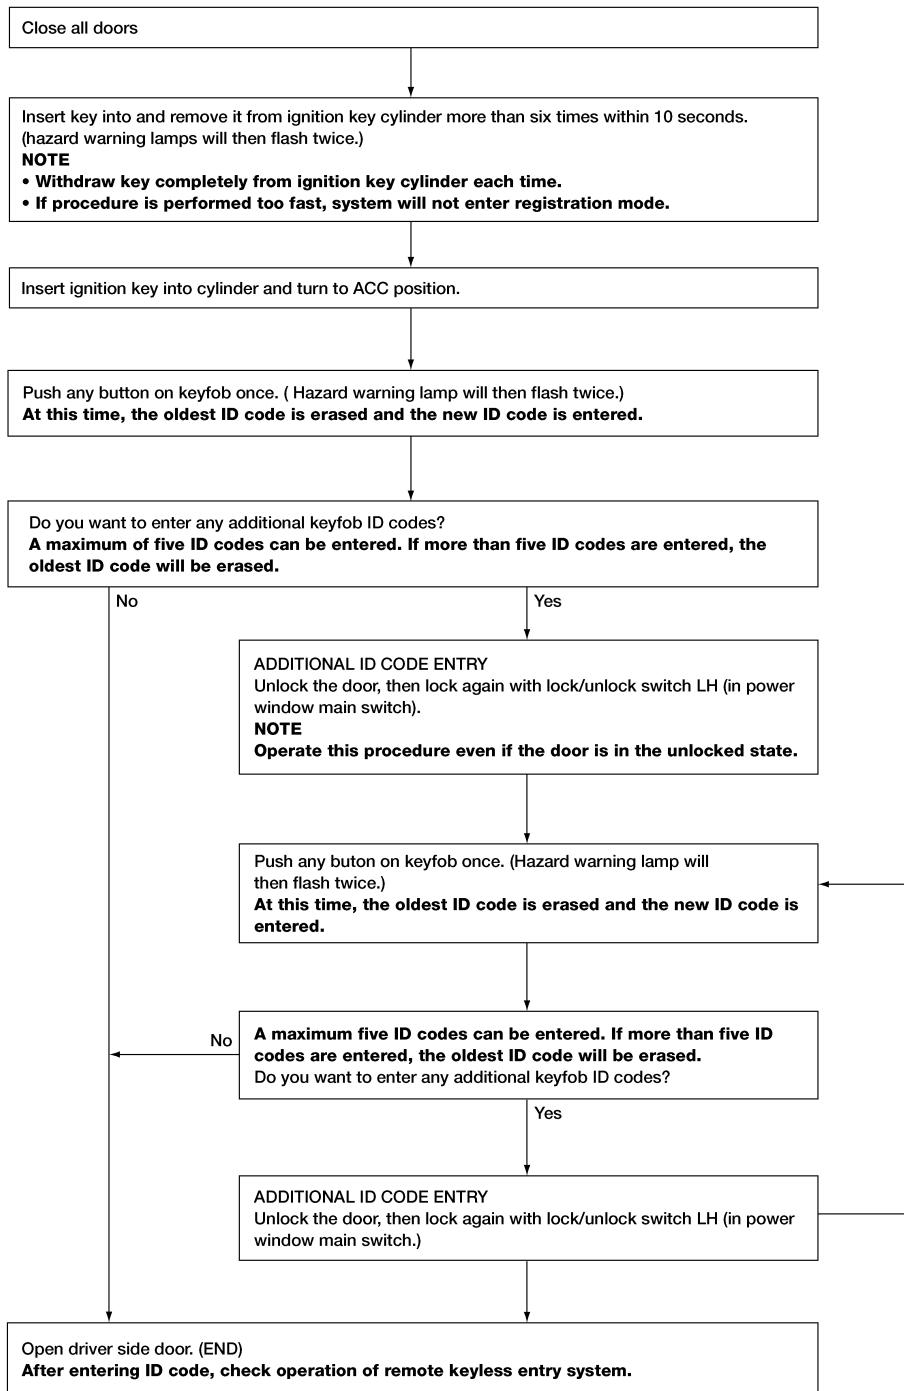 Close all doors
Insert key into and remove it from ignition key cylinder more than six times within 10 seconds.
(hazard warning lamps will then flash twice.)
NOTE
• Withdraw key completely from ignition key cylinder each time.
• If procedure is performed too fast, system will not enter registration mode.
Insert ignition key into cylinder and turn to ACC position.
Push any button on keyfob once. ( Hazard warning lamp will then flash twice.)
At this time, the oldest ID code is erased and the new ID code is entered.
Do you want to enter any additional keyfob ID codes?
A maximum of five ID codes can be entered. If more than five ID codes are entered, the
oldest ID code will be erased.
No
Yes
ADDITIONAL ID CODE ENTRY
Unlock the door, then lock again with lock/unlock switch LH (in power
window main switch).
NOTE
Operate this procedure even if the door is in the unlocked state.
Push any buton on keyfob once. (Hazard warning lamp will
then flash twice.)
At this time, the oldest ID code is erased and the new ID code is
entered.
No
A maximum five ID codes can be entered. If more than five ID
codes are entered, the oldest ID code will be erased.
Do you want to enter any additional keyfob ID codes?
Yes
ADDITIONAL ID CODE ENTRY
Unlock the door, then lock again with lock/unlock switch LH (in power
window main switch.)
Open driver side door. (END)
After entering ID code, check operation of remote keyless entry system.